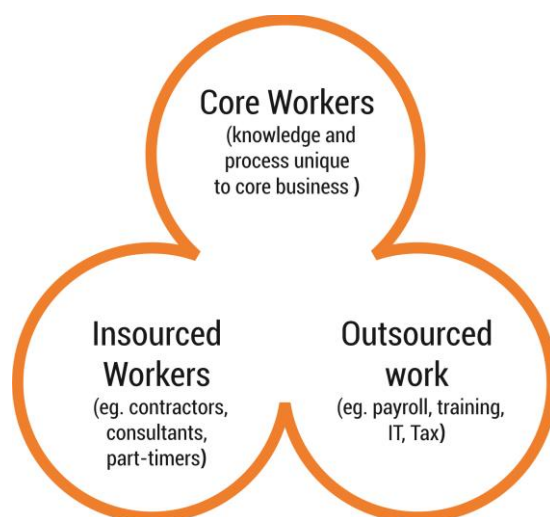 Core Workers
(knowledge and
process unique
to core business )
Insourced
Workers
(eg. contractors,
consultants,
part-timers)
Outsourced
work
(eg. payroll, training,
IT, Tax)